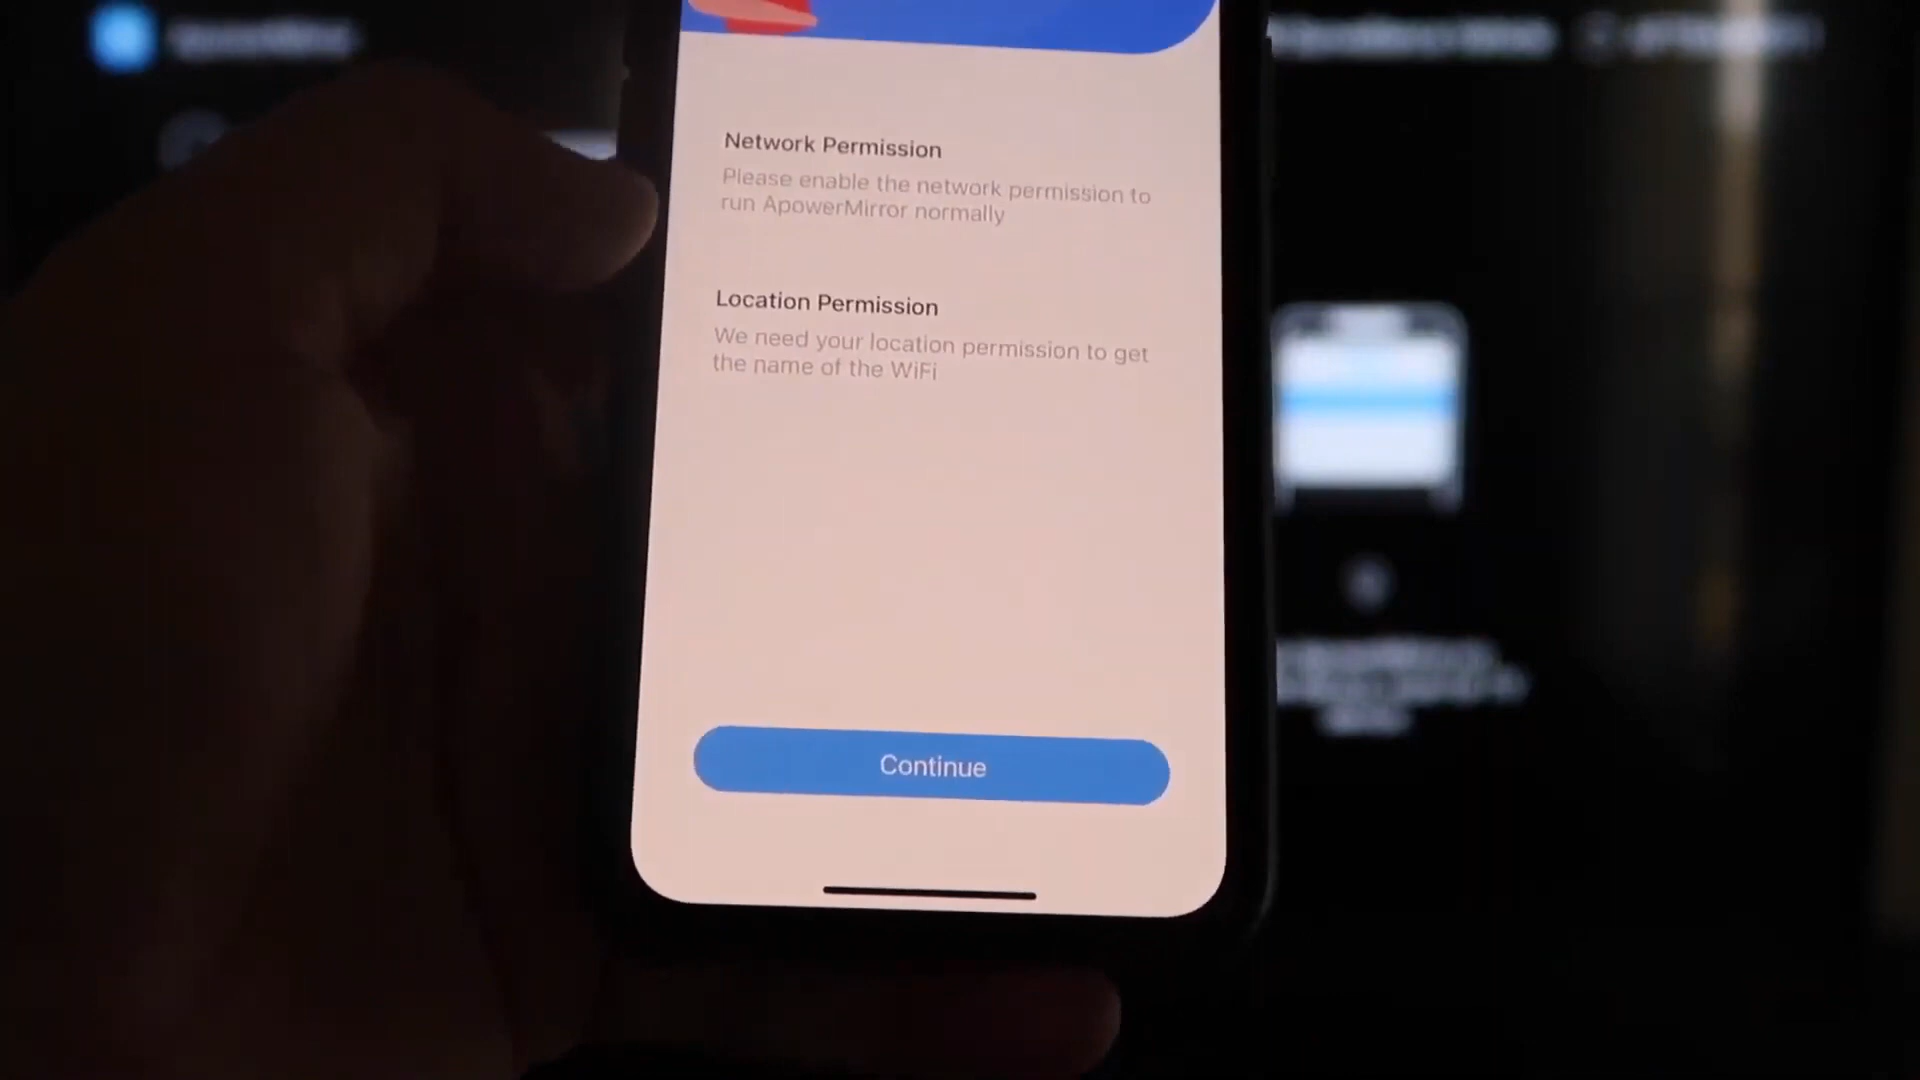 Network Permission
Please enable the network permission to
run ApowerMirror normally
Location Permission
We need your location permission to get
the name of the WiFi
Continue